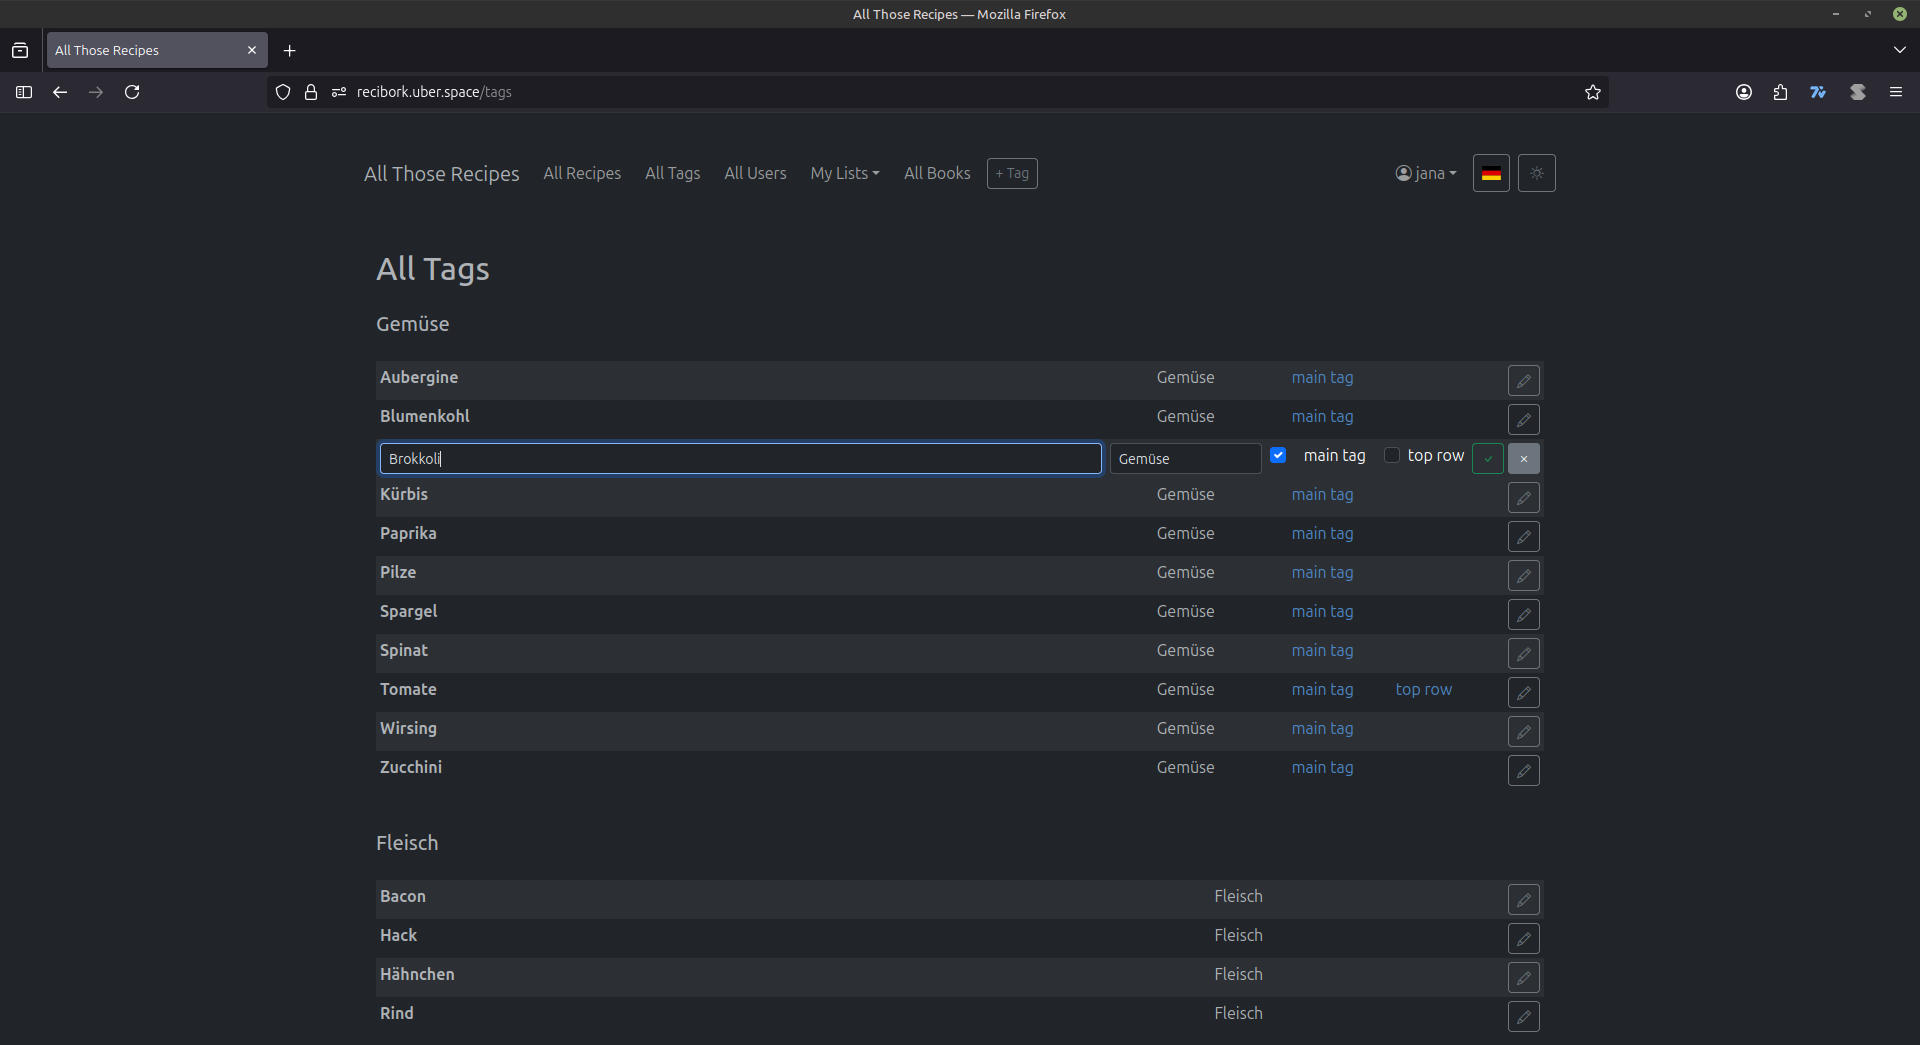 All Those Recipes — Mozilla Firefox
All Those Recipes
recibork.uber.space/tags
All Those Recipes All Recipes All Tags All Users My Lists All Books + Tag jana
All Tags
Gemüse
Aubergine Gemüse main tag
Blumenkohl Gemüse main tag
Brokkoli Gemüse main tag top row
Kürbis Gemüse main tag
Paprika Gemüse main tag
Pilze Gemüse main tag
Spargel Gemüse main tag
Spinat Gemüse main tag
Tomate Gemüse main tag top row
Wirsing Gemüse main tag
Zucchini Gemüse main tag
Fleisch
Bacon Fleisch
Hack Fleisch
Hähnchen Fleisch
Rind Fleisch